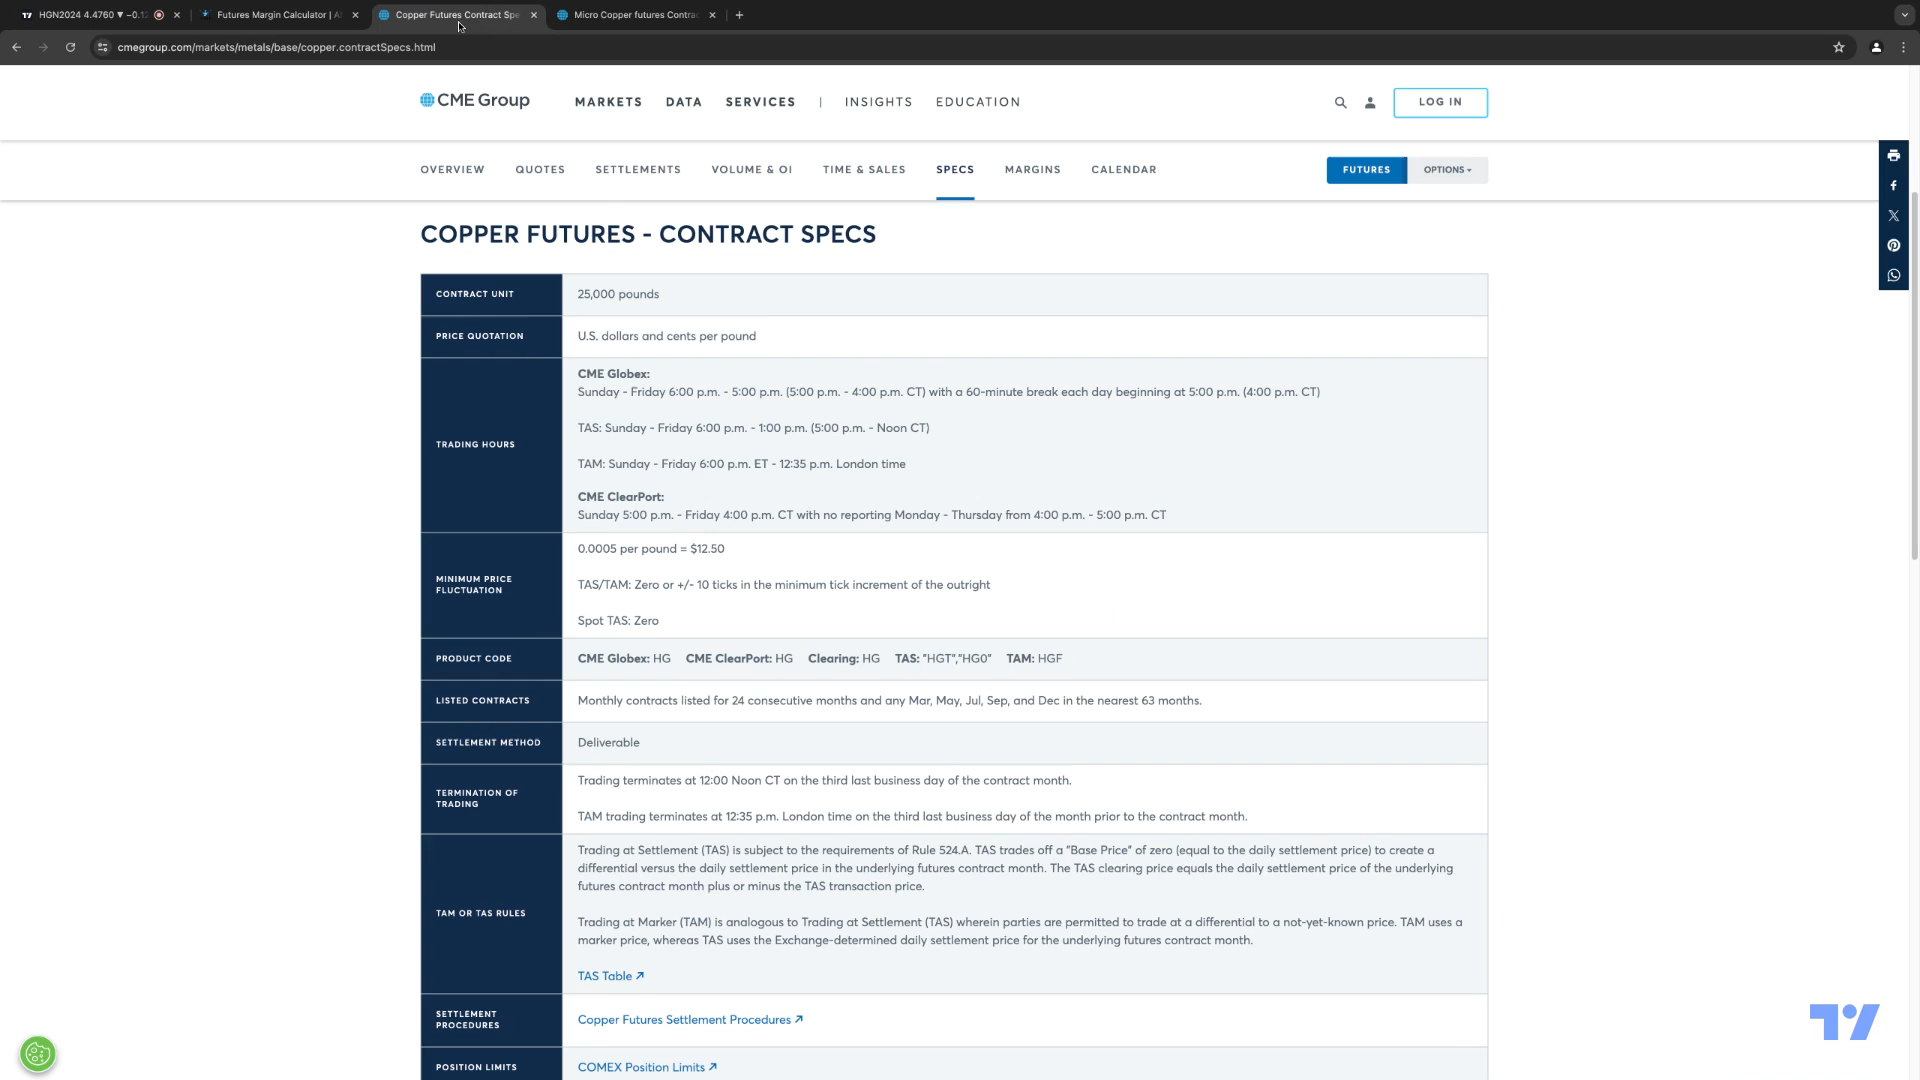 HGN2024 4.4760 ▼ −0.1
Futures Margin Calculator | A
Copper Futures Contract Spe
Micro Copper futures Contra
cmegroup.com/markets/metals/base/copper.contractSpecs.html
CME Group
MARKETS
DATA
SERVICES
|
INSIGHTS
EDUCATION
LOG IN
OVERVIEW
QUOTES
SETTLEMENTS
VOLUME & OI
TIME & SALES
SPECS
MARGINS
CALENDAR
FUTURES
OPTIONS
COPPER FUTURES - CONTRACT SPECS
CONTRACT UNIT
25,000 pounds
PRICE QUOTATION
U.S. dollars and cents per pound
TRADING HOURS
CME Globex:
Sunday - Friday 6:00 p.m. - 5:00 p.m. (5:00 p.m. - 4:00 p.m. CT) with a 60-minute break each day beginning at 5:00 p.m. (4:00 p.m. CT)
TAS: Sunday - Friday 6:00 p.m. - 1:00 p.m. (5:00 p.m. - Noon CT)
TAM: Sunday - Friday 6:00 p.m. ET - 12:35 p.m. London time
CME ClearPort:
Sunday 5:00 p.m. - Friday 4:00 p.m. CT with no reporting Monday - Thursday from 4:00 p.m. - 5:00 p.m. CT
MINIMUM PRICE
FLUCTUATION
0.0005 per pound = $12.50
TAS/TAM: Zero or +/- 10 ticks in the minimum tick increment of the outright
Spot TAS: Zero
PRODUCT CODE
CME Globex: HG CME ClearPort: HG Clearing: HG TAS: "HGT","HG0" TAM: HGF
LISTED CONTRACTS
Monthly contracts listed for 24 consecutive months and any Mar, May, Jul, Sep, and Dec in the nearest 63 months.
SETTLEMENT METHOD
Deliverable
TERMINATION OF
TRADING
Trading terminates at 12:00 Noon CT on the third last business day of the contract month.
TAM trading terminates at 12:35 p.m. London time on the third last business day of the month prior to the contract month.
TAM OR TAS RULES
Trading at Settlement (TAS) is subject to the requirements of Rule 524.A. TAS trades off a "Base Price" of zero (equal to the daily settlement price) to create a
differential versus the daily settlement price in the underlying futures contract month. The TAS clearing price equals the daily settlement price of the underlying
futures contract month plus or minus the TAS transaction price.
Trading at Marker (TAM) is analogous to Trading at Settlement (TAS) wherein parties are permitted to trade at a differential to a not-yet-known price. TAM uses a
marker price, whereas TAS uses the Exchange-determined daily settlement price for the underlying futures contract month.
TAS Table
SETTLEMENT
PROCEDURES
Copper Futures Settlement Procedures
POSITION LIMITS
COMEX Position Limits